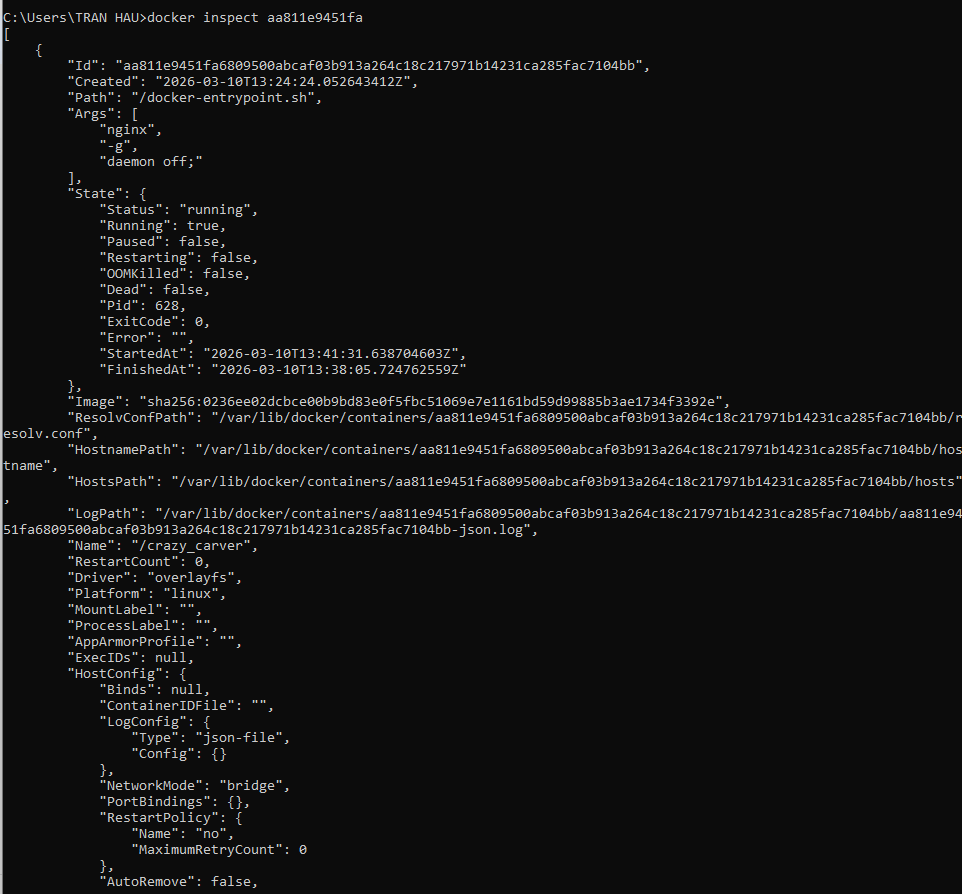 C:\Users\TRAN HAU>docker inspect aa811e9451fa
[
    {
        "Id": "aa811e9451fa6809500abcaf03b913a264c18c217971b14231ca285fac7104bb",
        "Created": "2026-03-10T13:24:24.052643412Z",
        "Path": "/docker-entrypoint.sh",
        "Args": [
            "nginx",
            "-g",
            "daemon off;"
        ],
        "State": {
            "Status": "running",
            "Running": true,
            "Paused": false,
            "Restarting": false,
            "OOMKilled": false,
            "Dead": false,
            "Pid": 628,
            "ExitCode": 0,
            "Error": "",
            "StartedAt": "2026-03-10T13:41:31.638704603Z",
            "FinishedAt": "2026-03-10T13:38:05.724762559Z"
        },
        "Image": "sha256:0236ee02dcbce00b9bd83e0f5fbc51069e7e1161bd59d99885b3ae1734f3392e",
        "ResolvConfPath": "/var/lib/docker/containers/aa811e9451fa6809500abcaf03b913a264c18c217971b14231ca285fac7104bb/r
esolv.conf",
        "HostnamePath": "/var/lib/docker/containers/aa811e9451fa6809500abcaf03b913a264c18c217971b14231ca285fac7104bb/hos
tname",
        "HostsPath": "/var/lib/docker/containers/aa811e9451fa6809500abcaf03b913a264c18c217971b14231ca285fac7104bb/hosts"
,
        "LogPath": "/var/lib/docker/containers/aa811e9451fa6809500abcaf03b913a264c18c217971b14231ca285fac7104bb/aa811e94
51fa6809500abcaf03b913a264c18c217971b14231ca285fac7104bb-json.log",
        "Name": "/crazy_carver",
        "RestartCount": 0,
        "Driver": "overlayfs",
        "Platform": "linux",
        "MountLabel": "",
        "ProcessLabel": "",
        "AppArmorProfile": "",
        "ExecIDs": null,
        "HostConfig": {
            "Binds": null,
            "ContainerIDFile": "",
            "LogConfig": {
                "Type": "json-file",
                "Config": {}
            },
            "NetworkMode": "bridge",
            "PortBindings": {},
            "RestartPolicy": {
                "Name": "no",
                "MaximumRetryCount": 0
            },
            "AutoRemove": false,